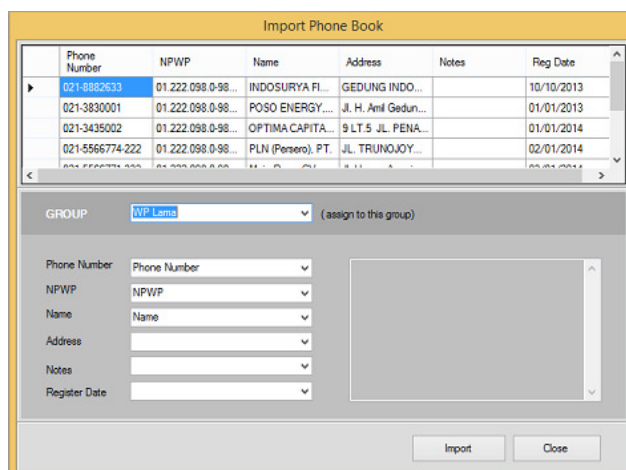 Import Phone Book
Phone Number NPWP Name Address Notes Reg Date
021-8882633 01.222.098.0-98... INDOSURYA FI... GEDUNG INDO... 10/10/2013
021-3830001 01.222.098.0-98... POSO ENERGY,... Jl. H. Amil Gedun... 01/01/2013
021-3435002 01.222.098.0-98... OPTIMA CAPITA... 9 LT.5 JL. PENA... 01/01/2014
021-5566774-222 01.222.098.0-98... PLN (Persero), PT. JL. TRUNOJOY... 02/01/2014
GROUP WP Lama (assign to this group)
Phone Number Phone Number
NPWP NPWP
Name Name
Address
Notes
Register Date
Import Close